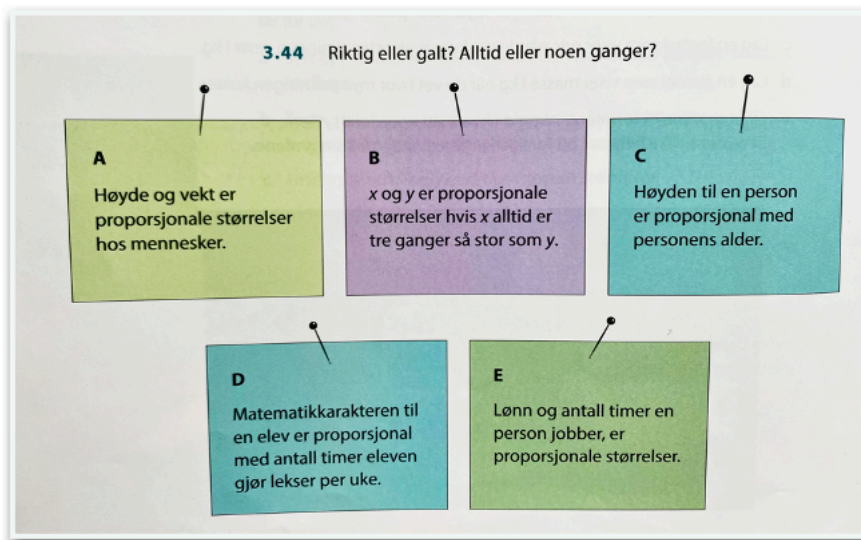 3.44 Riktig eller galt? Alltid eller noen ganger?
A
Høyde og vekt er
proporsjonale størrelser
hos mennesker.
B
x og y er proporsjonale
størrelser hvis x alltid er
tre ganger så stor som y.
C
Høyden til en person
er proporsjonal med
personens alder.
D
Matematikkarakteren til
en elev er proporsjonal
med antall timer eleven
gjør lekser per uke.
E
Lønn og antall timer en
person jobber, er
proporsjonale størrelser.